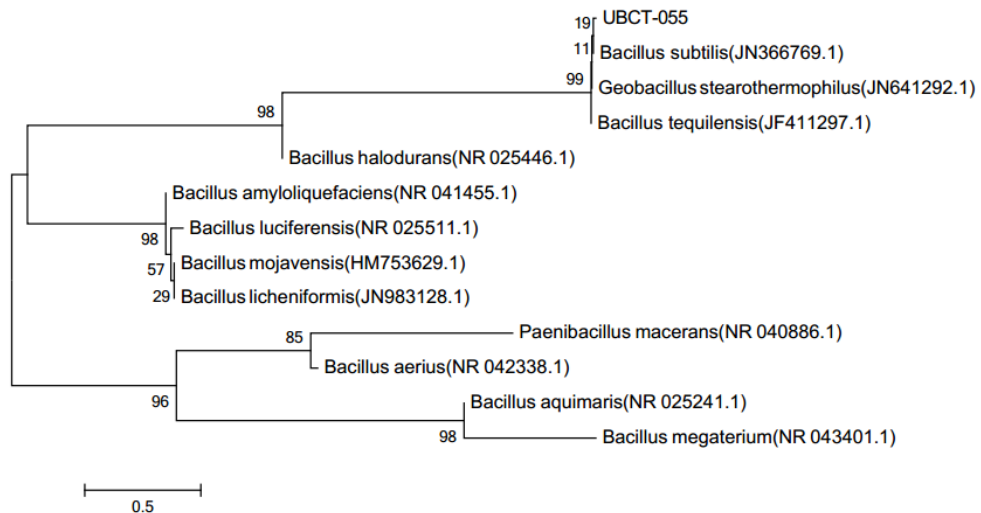 19
UBCT-055
11
Bacillus subtilis(JN366769.1)
99
Geobacillus stearothermophilus(JN641292.1)
98
Bacillus tequilensis(JF411297.1)
Bacillus halodurans(NR 025446.1)
Bacillus amyloliquefaciens(NR 041455.1)
Bacillus luciferensis(NR 025511.1)
98
Bacillus mojavensis(HM753629.1)
57
29
Bacillus licheniformis(JN983128.1)
Paenibacillus macerans(NR 040886.1)
85
Bacillus aerius(NR 042338.1)
96
Bacillus aquimaris(NR 025241.1)
98
Bacillus megaterium(NR 043401.1)
0.5